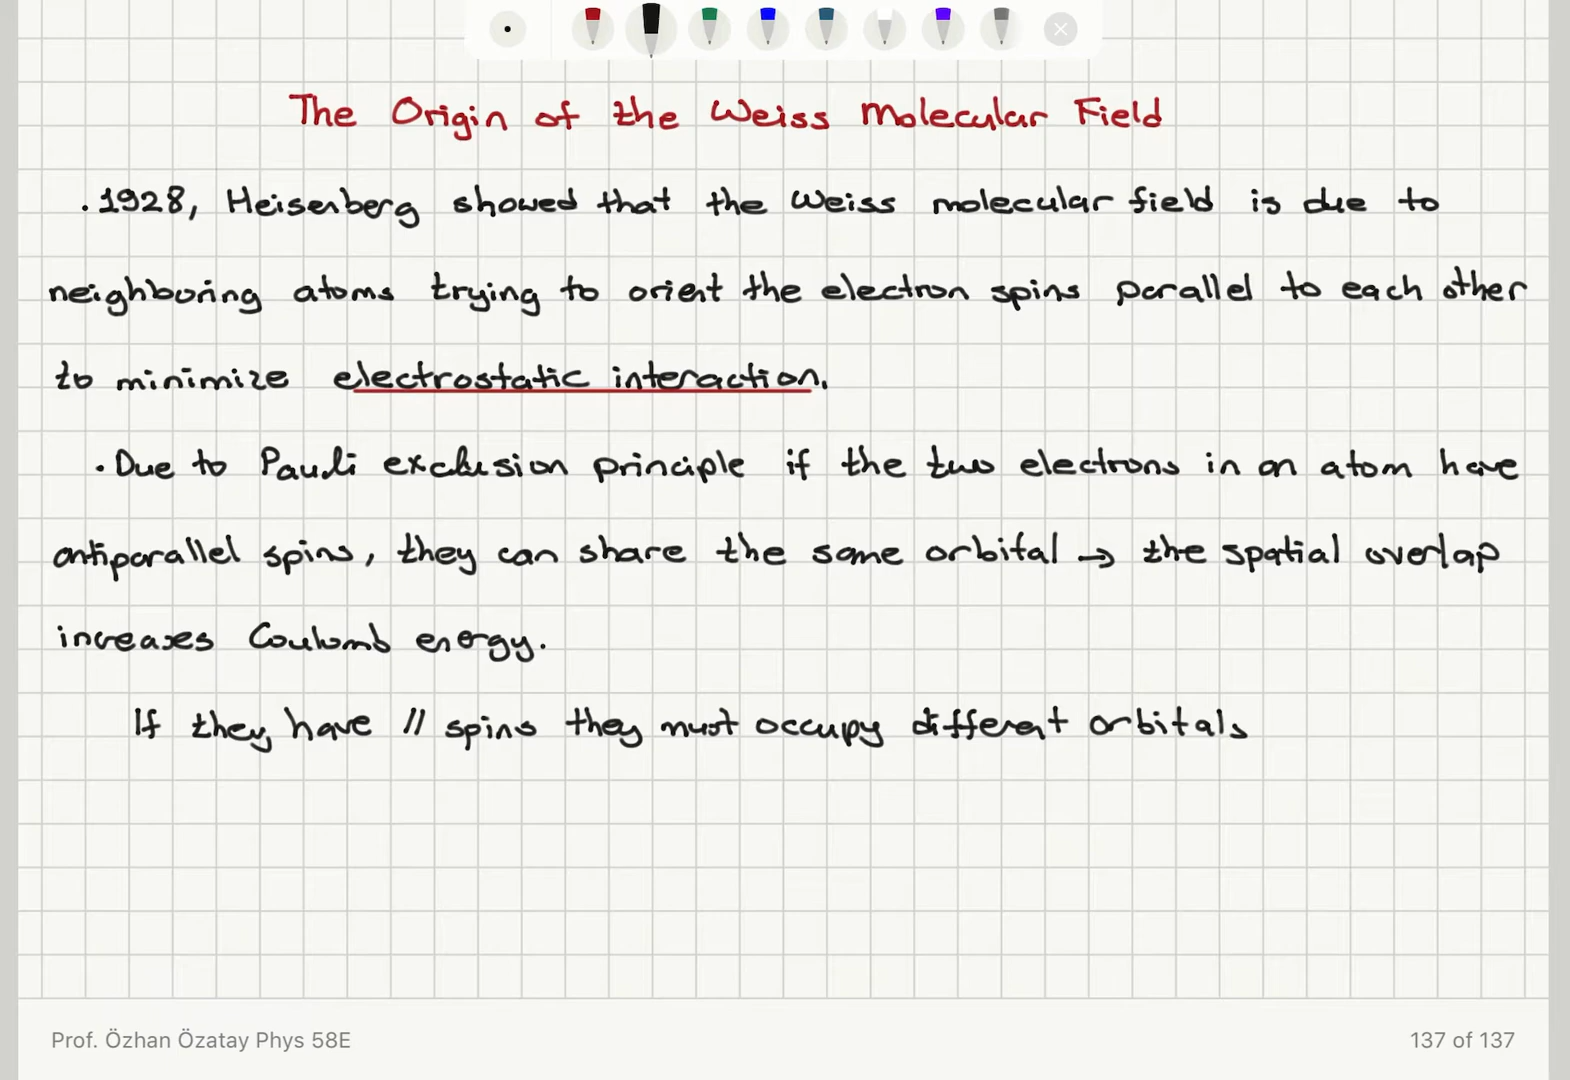 The Origin of the Weiss Molecular Field
. 1928, Heisenberg showed that the Weiss molecular field is due to
neighboring atoms trying to orient the electron spins parallel to each other
to minimize electrostatic interaction.
. Due to Pauli exclusion principle if the two electrons in an atom have
antiparallel spins, they can share the same orbital → the spatial overlap
increases Coulomb energy.
If they have // spins they must occupy different orbitals
Prof. Özhan Özatay Phys 58E
137 of 137